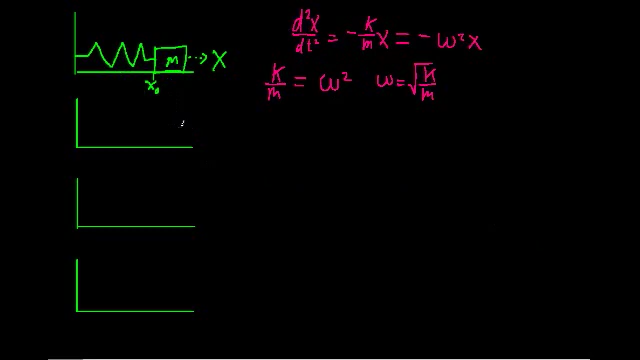 d²x/dt² = -k/m x = -ω²x
m → X
x₀
k/m = ω² ω = √k/m